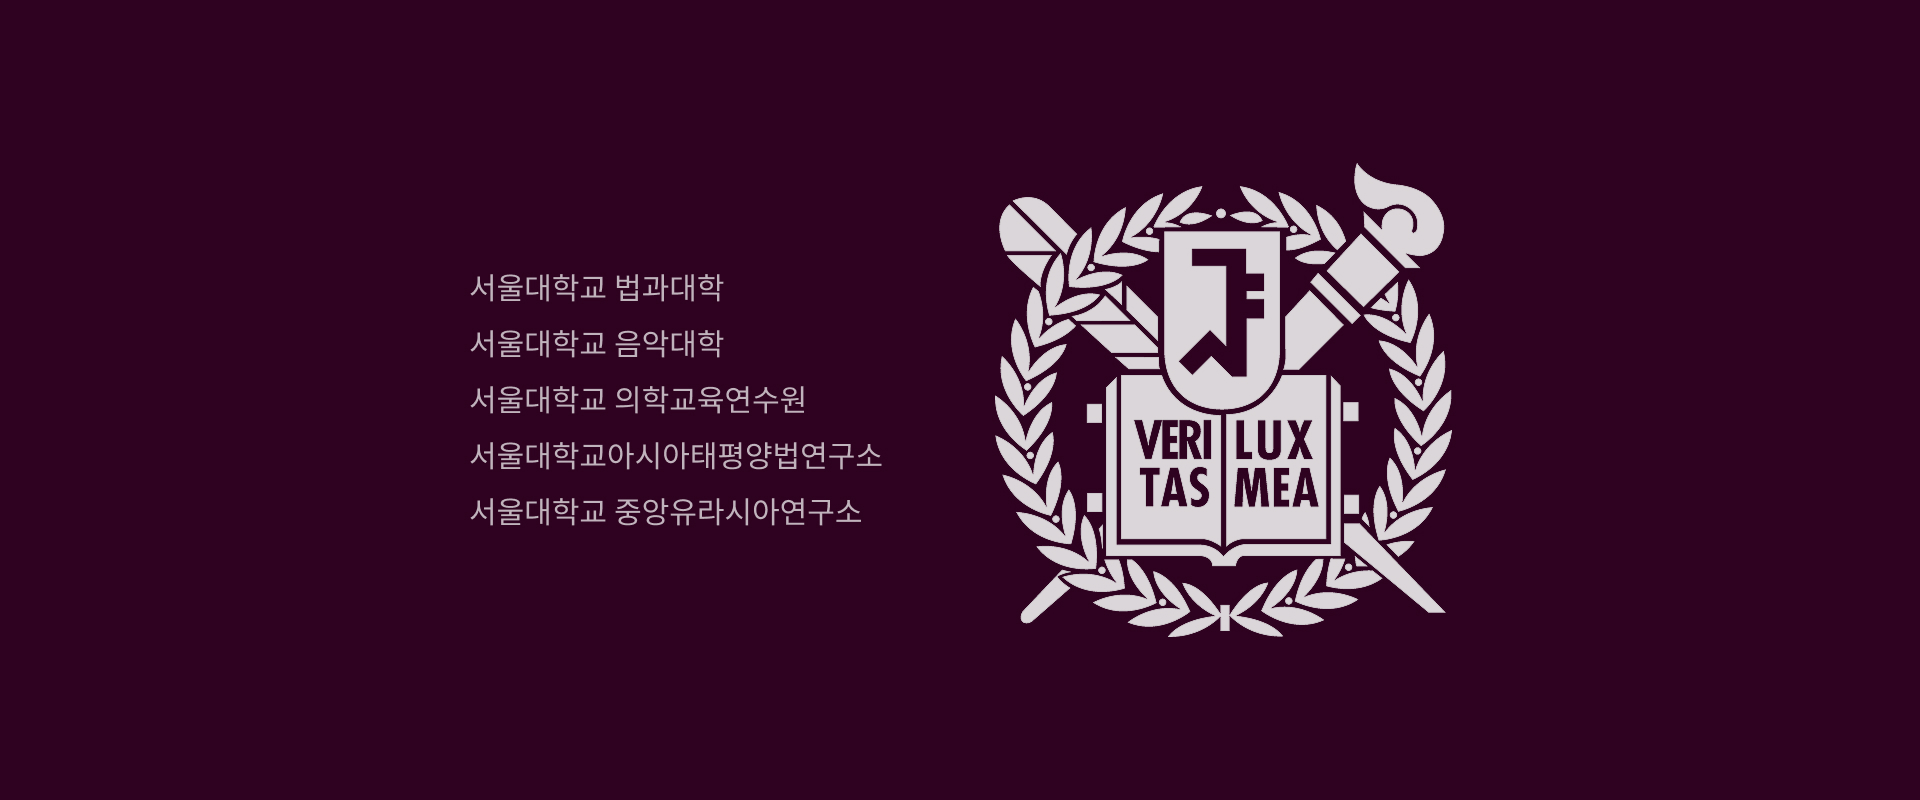 서울대학교 법과대학
서울대학교 음악대학
서울대학교 의학교육연수원
서울대학교아시아태평양법연구소
서울대학교 중앙유라시아연구소
VERI LUX
TAS MEA